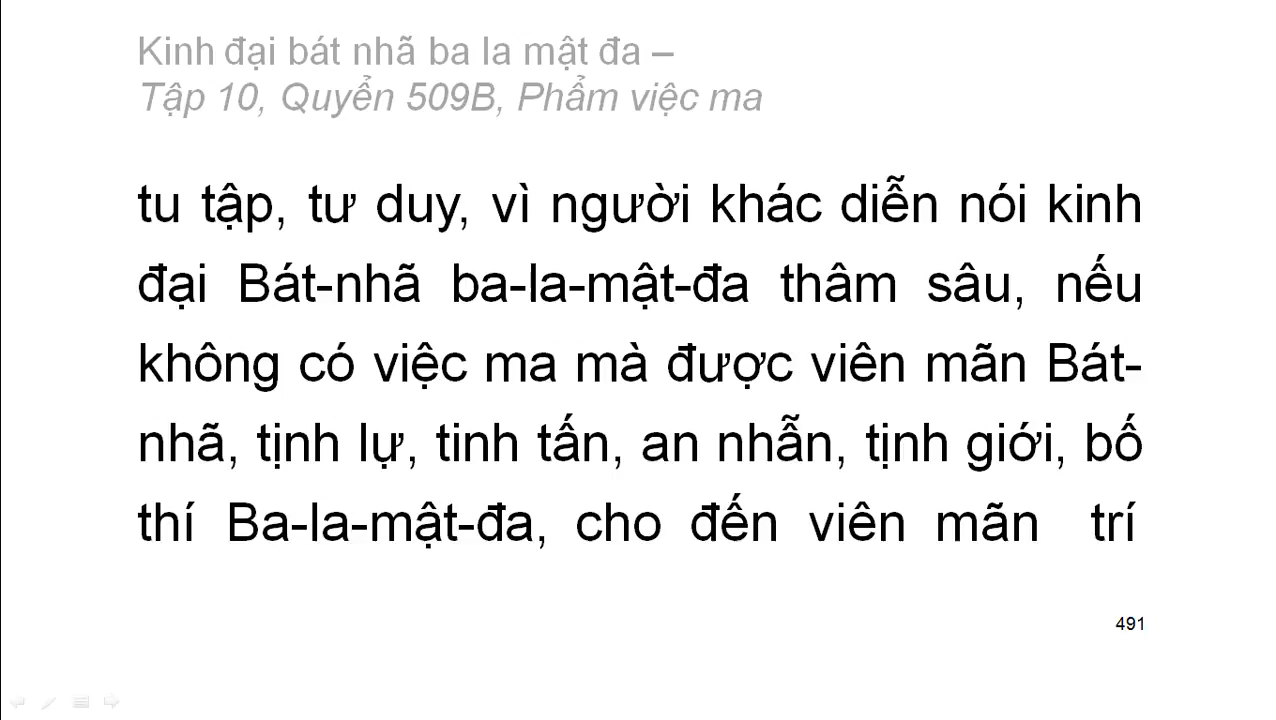 Kinh đại bát nhã ba la mật đa –
Tập 10, Quyển 509B, Phẩm việc ma
tu tập, tư duy, vì người khác diễn nói kinh
đại Bát-nhã ba-la-mật-đa thâm sâu, nếu
không có việc ma mà được viên mãn Bát-
nhã, tịnh lự, tinh tấn, an nhẫn, tịnh giới, bố
thí Ba-la-mật-đa, cho đến viên mãn trí
491